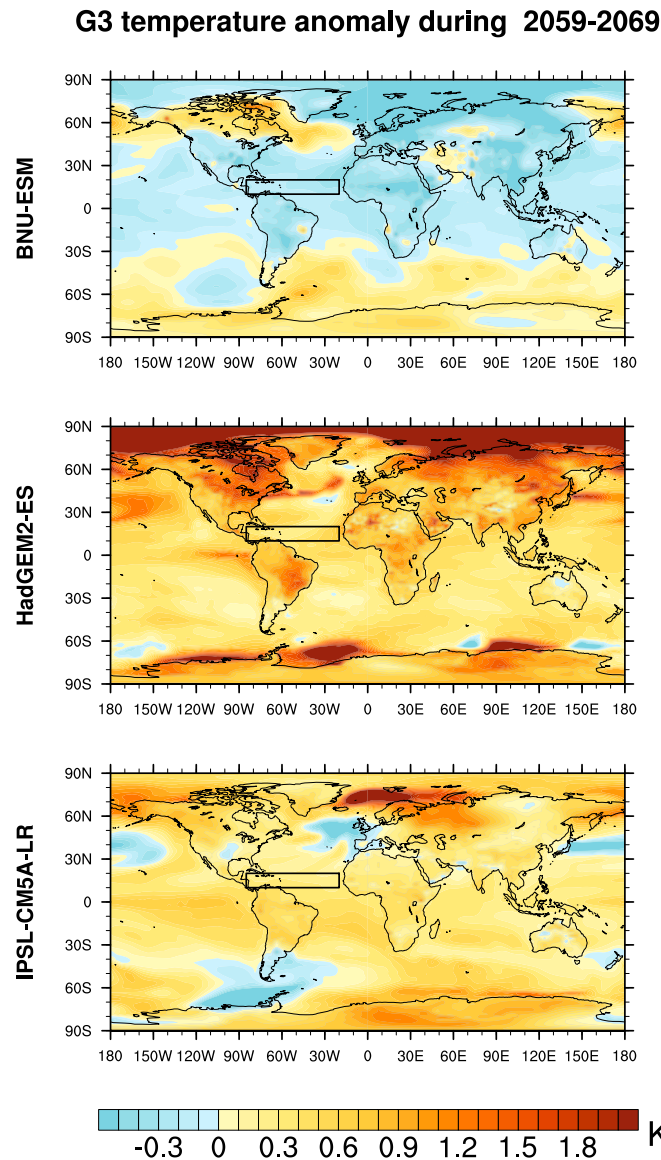 G3 temperature anomaly during 2059-2069
BNU-ESM
90N
60N
30N
0
30S
60S
90S
180 150W 120W 90W 60W 30W 0 30E 60E 90E 120E 150E 180
HadGEM2-ES
90N
60N
30N
0
30S
60S
90S
180 150W 120W 90W 60W 30W 0 30E 60E 90E 120E 150E 180
IPSL-CM5A-LR
90N
60N
30N
0
30S
60S
90S
180 150W 120W 90W 60W 30W 0 30E 60E 90E 120E 150E 180
-0.3 0 0.3 0.6 0.9 1.2 1.5 1.8 k